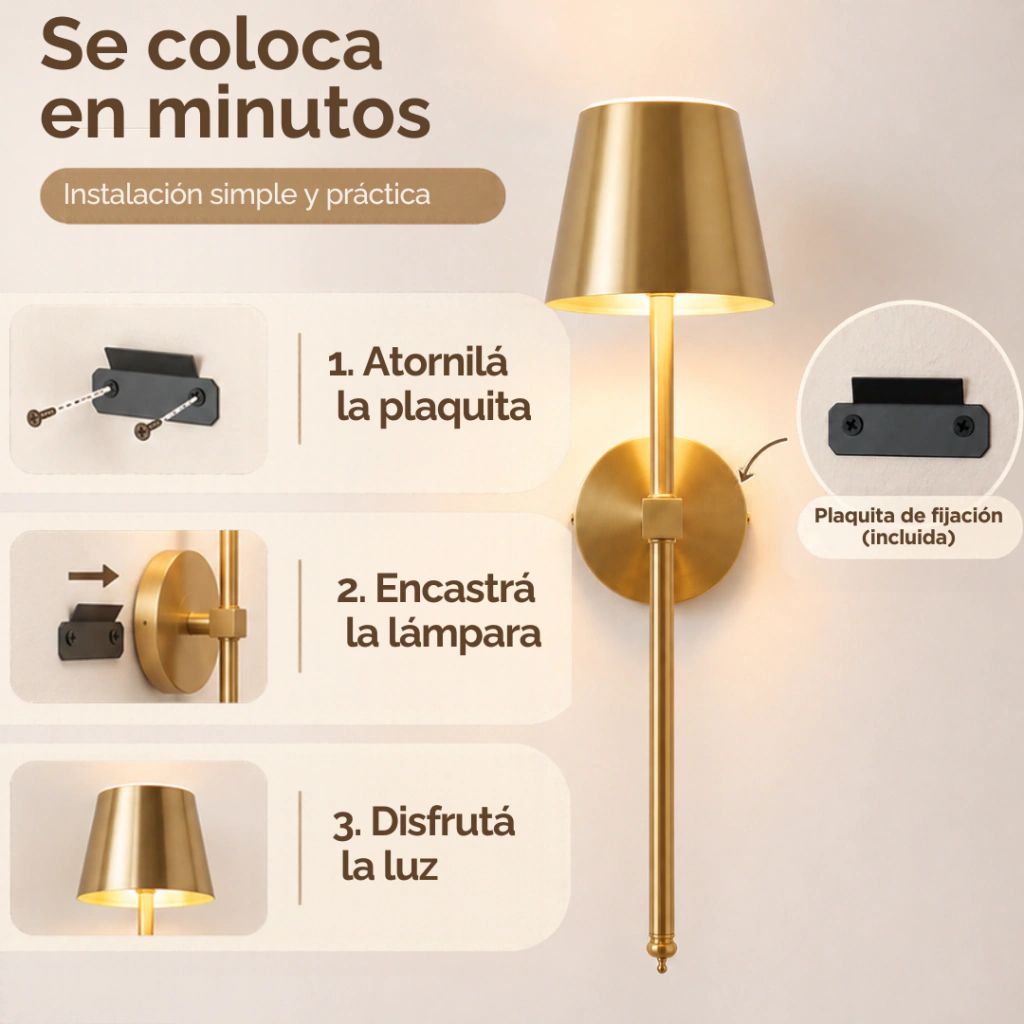 Se coloca
en minutos
Instalación simple y práctica
1. Atornilá
la plaquita
2. Encastrá
la lámpara
3. Disfrutá
la luz
Plaquita de fijación
(incluida)